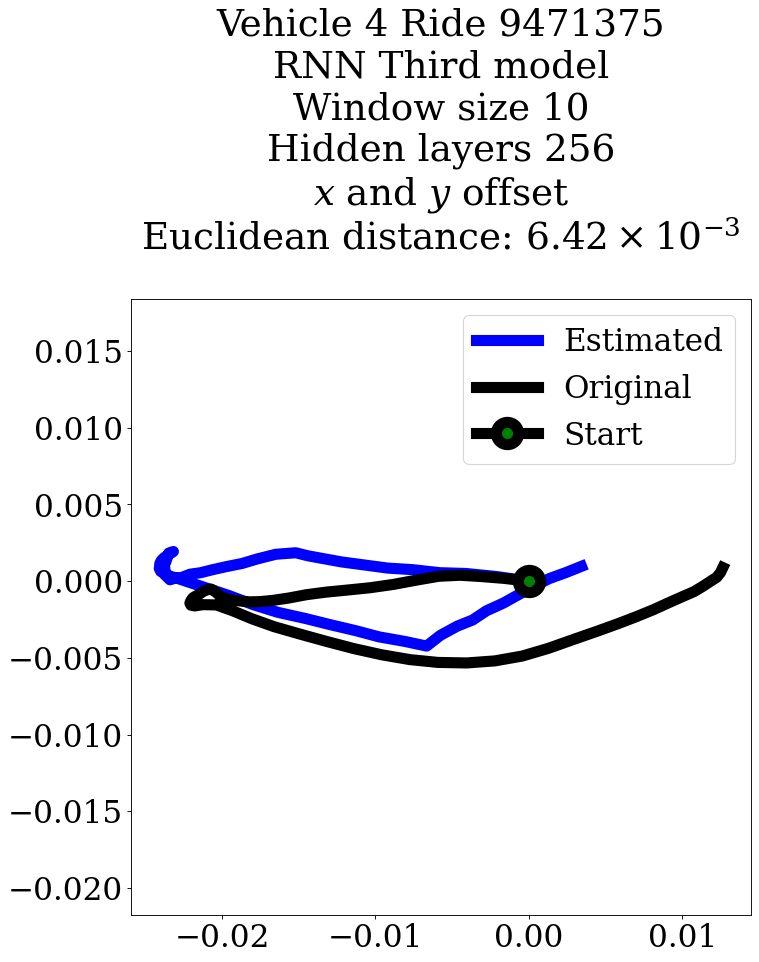 Vehicle 4 Ride 9471375
RNN Third model
Window size 10
Hidden layers 256
x and y offset
Euclidean distance: 6.42 × 10⁻³
Estimated
Original
Start
0.015
0.010
0.005
0.000
−0.005
−0.010
−0.015
−0.020
−0.02 −0.01 0.00 0.01